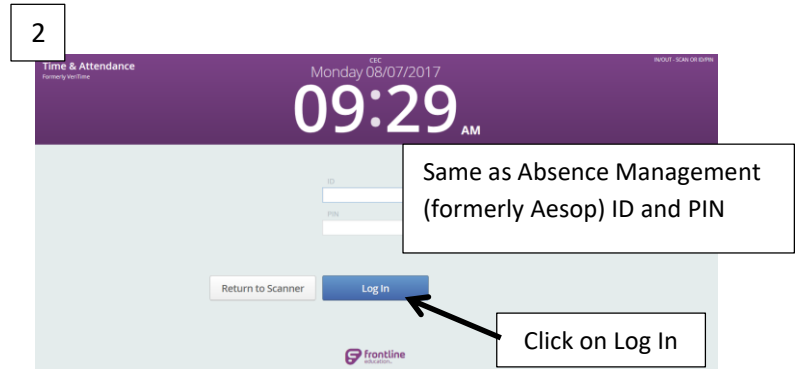 2
Time & Attendance
Formerly VeriTime
CEC
Monday 08/07/2017
09:29 AM
IN/OUT - SCAN OR ID/PIN
ID
PIN
Same as Absence Management
(formerly Aesop) ID and PIN
Return to Scanner
Log In
Click on Log In
frontline
education